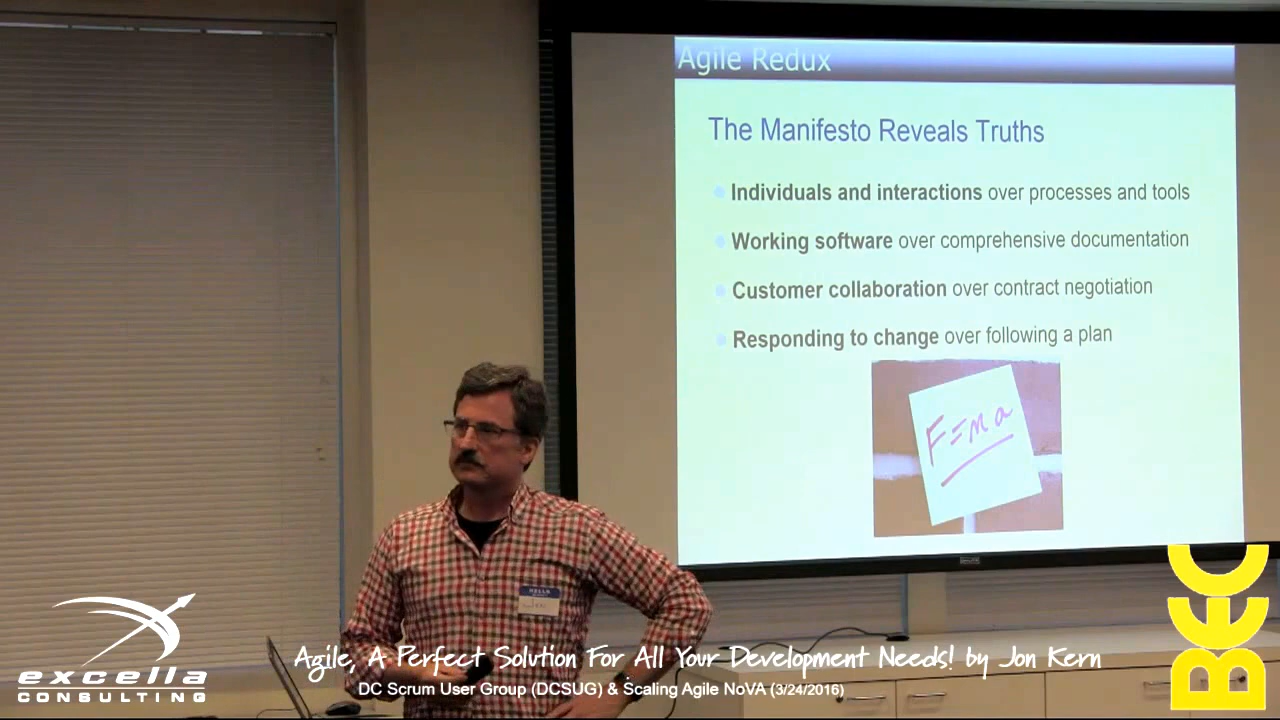 Agile Redux
The Manifesto Reveals Truths
Individuals and interactions over processes and tools
Working software over comprehensive documentation
Customer collaboration over contract negotiation
Responding to change over following a plan
F=ma
HELLO
Jon
excella
CONSULTING
Agile, A Perfect Solution For All Your Development Needs! by Jon Kern
DC Scrum User Group (DCSUG) & Scaling Agile NoVA (3/24/2016)